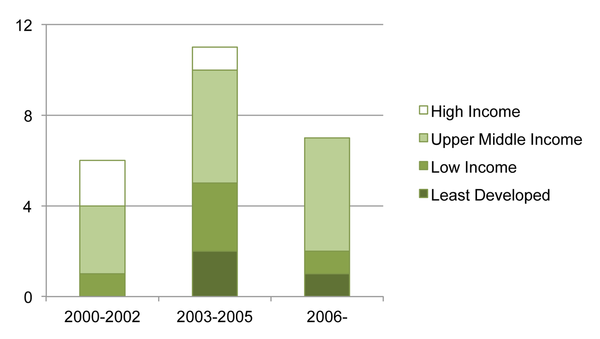 12
8
4
0
2000-2002
2003-2005
2006-
High Income
Upper Middle Income
Low Income
Least Developed